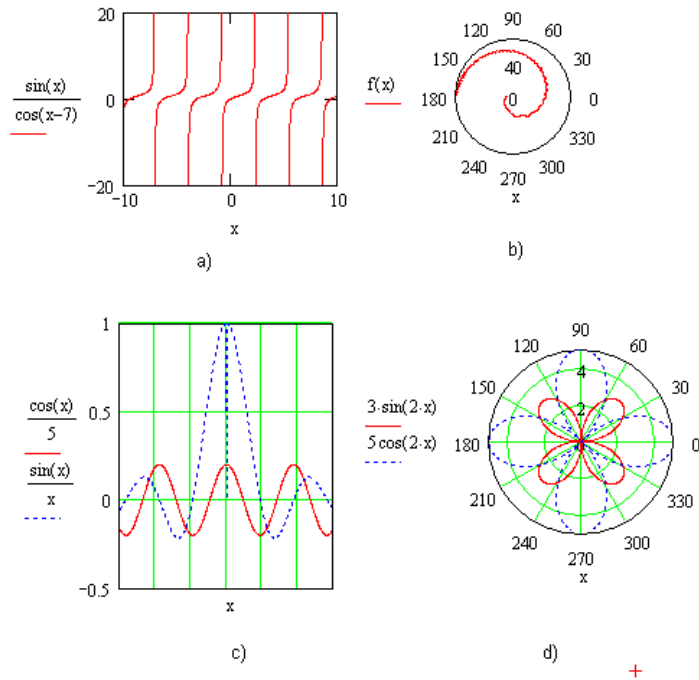 20
sin(x)
cos(x−7)
0
−20
−10
0
10
x
a)
f(x)
90
120
60
150
30
40
180
0
0
210
330
240
300
270
x
b)
1
cos(x)
5
0.5
sin(x)
x
0
−0.5
x
c)
3·sin(2·x)
5cos(2·x)
90
120
60
150
30
4
2
180
0
210
330
240
300
270
x
d)